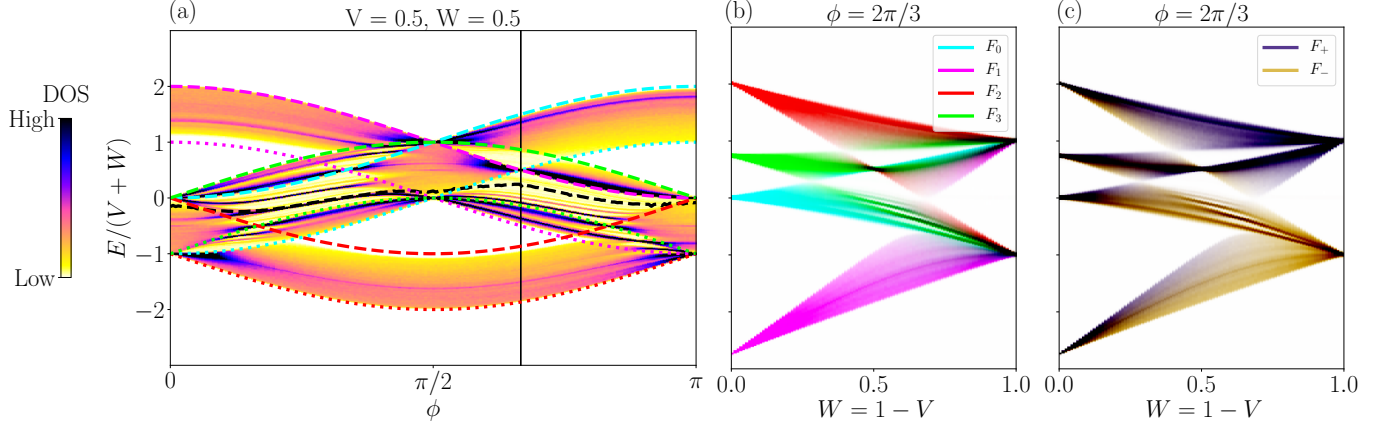 (a)
V = 0.5, W = 0.5
DOS
High
Low
E/(V + W)
2
1
0
−1
−2
0
π/2
π
ϕ
(b)
ϕ = 2π/3
F₀
F₁
F₂
F₃
0.0
0.5
1.0
W = 1 − V
(c)
ϕ = 2π/3
F₊
F₋
0.0
0.5
1.0
W = 1 − V